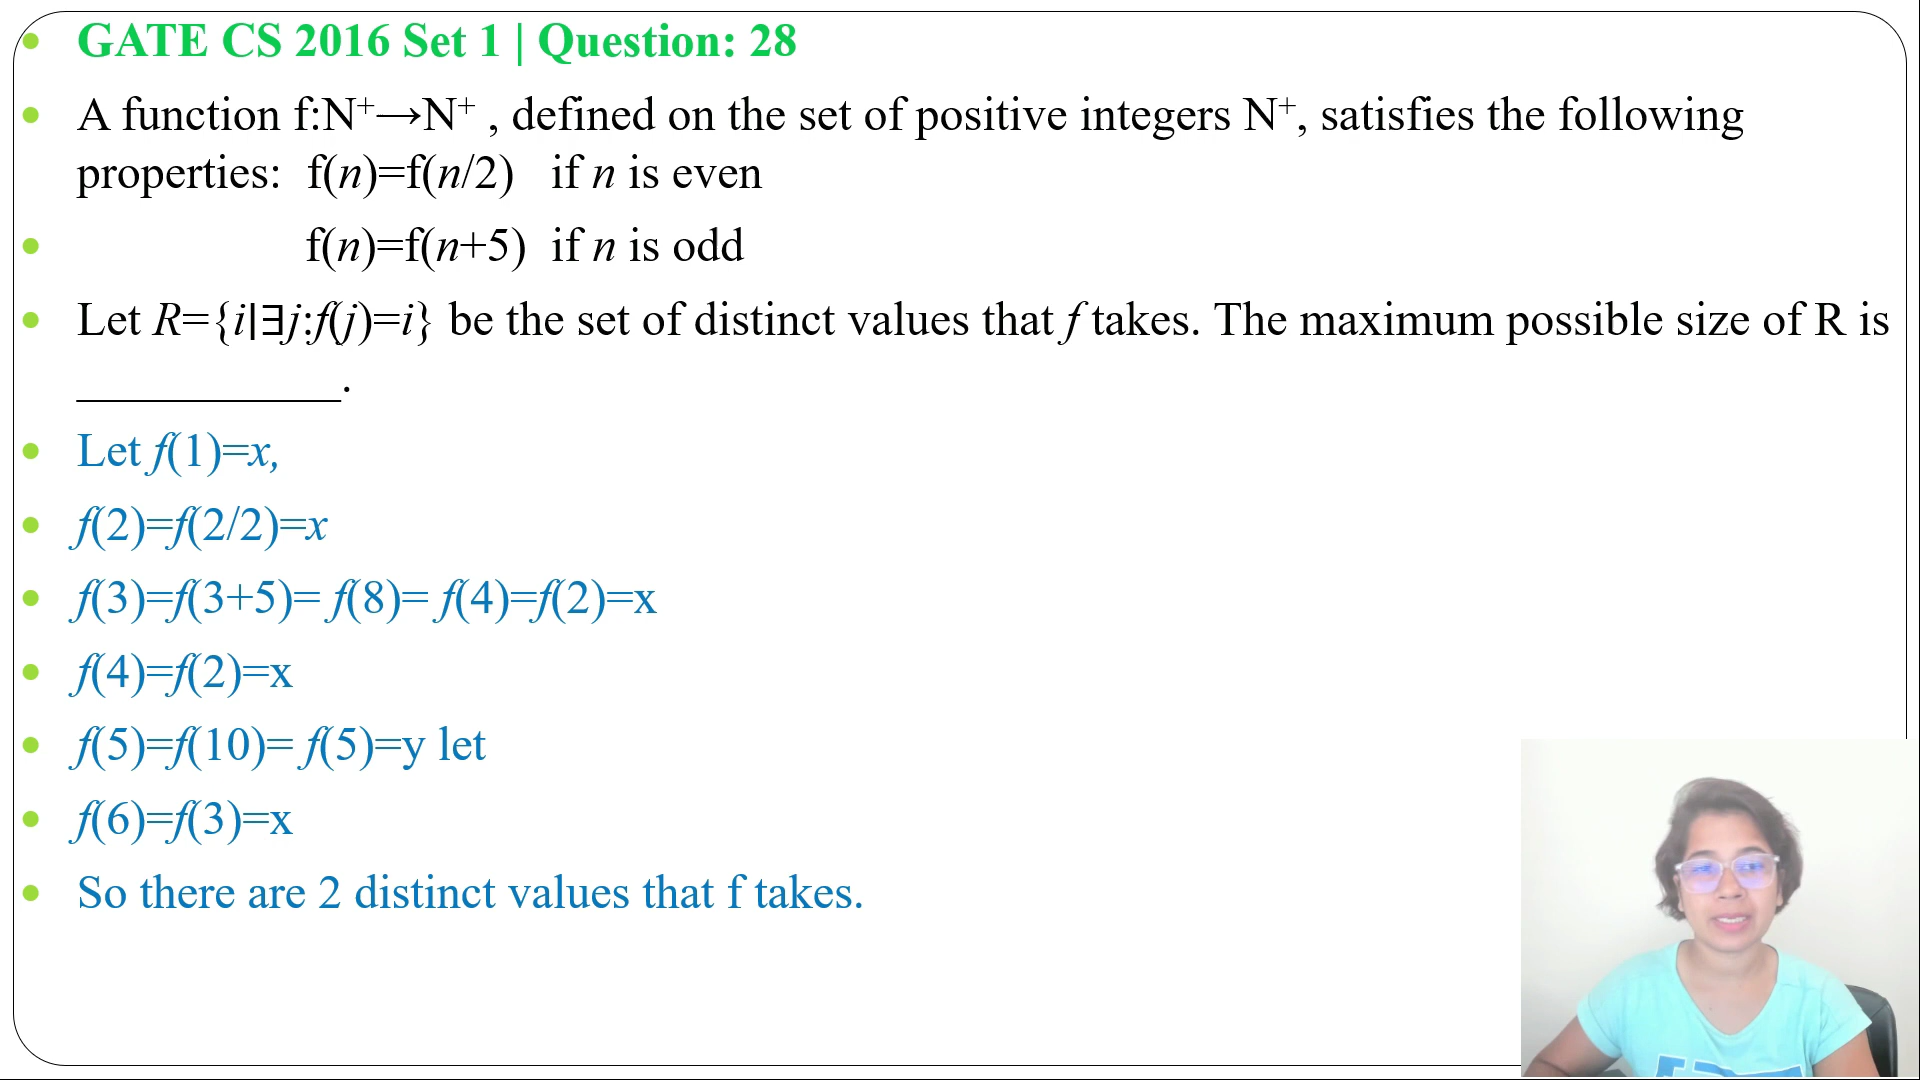 GATE CS 2016 Set 1 | Question: 28
A function f:N⁺→N⁺ , defined on the set of positive integers N⁺, satisfies the following
properties: f(n)=f(n/2) if n is even
f(n)=f(n+5) if n is odd
Let R={i|∃j:f(j)=i} be the set of distinct values that f takes. The maximum possible size of R is
___________.
Let f(1)=x,
f(2)=f(2/2)=x
f(3)=f(3+5)= f(8)= f(4)=f(2)=x
f(4)=f(2)=x
f(5)=f(10)= f(5)=y let
f(6)=f(3)=x
So there are 2 distinct values that f takes.